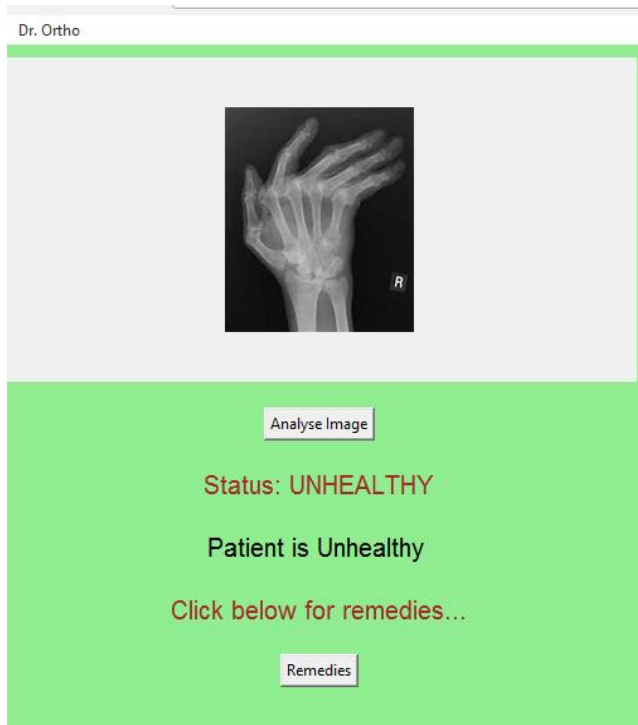 Dr. Ortho
R
Analyse Image
Status: UNHEALTHY
Patient is Unhealthy
Click below for remedies...
Remedies